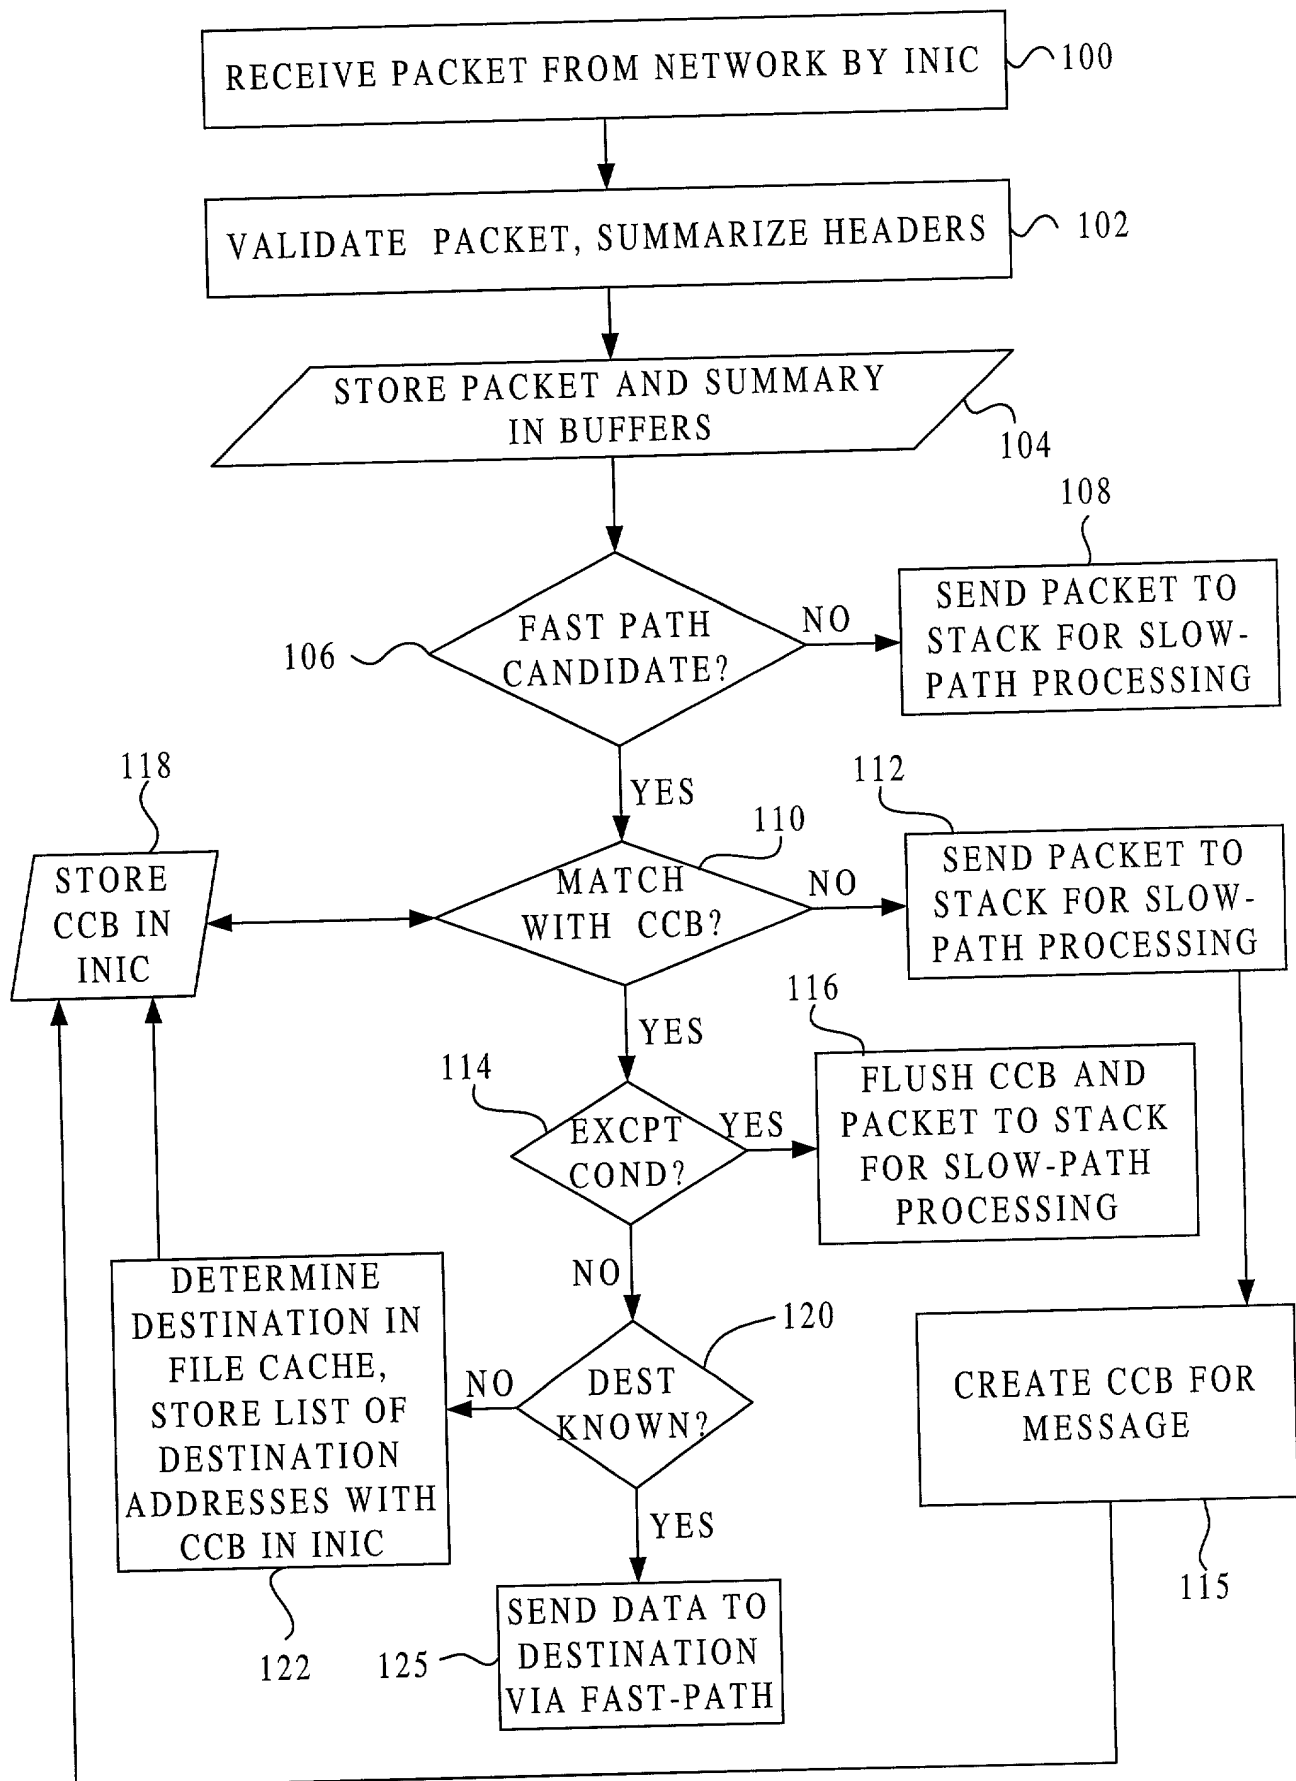 RECEIVE PACKET FROM NETWORK BY INIC
100
VALIDATE PACKET, SUMMARIZE HEADERS
102
STORE PACKET AND SUMMARY
IN BUFFERS
104
108
SEND PACKET TO
STACK FOR SLOW-
PATH PROCESSING
FAST PATH
CANDIDATE?
106
NO
YES
118
STORE
CCB IN
INIC
110
MATCH
WITH CCB?
NO
112
SEND PACKET TO
STACK FOR SLOW-
PATH PROCESSING
YES
114
EXCPT
COND?
YES
116
FLUSH CCB AND
PACKET TO STACK
FOR SLOW-PATH
PROCESSING
NO
120
DEST
KNOWN?
NO
DETERMINE
DESTINATION IN
FILE CACHE,
STORE LIST OF
DESTINATION
ADDRESSES WITH
CCB IN INIC
122
CREATE CCB FOR
MESSAGE
115
YES
SEND DATA TO
DESTINATION
VIA FAST-PATH
125